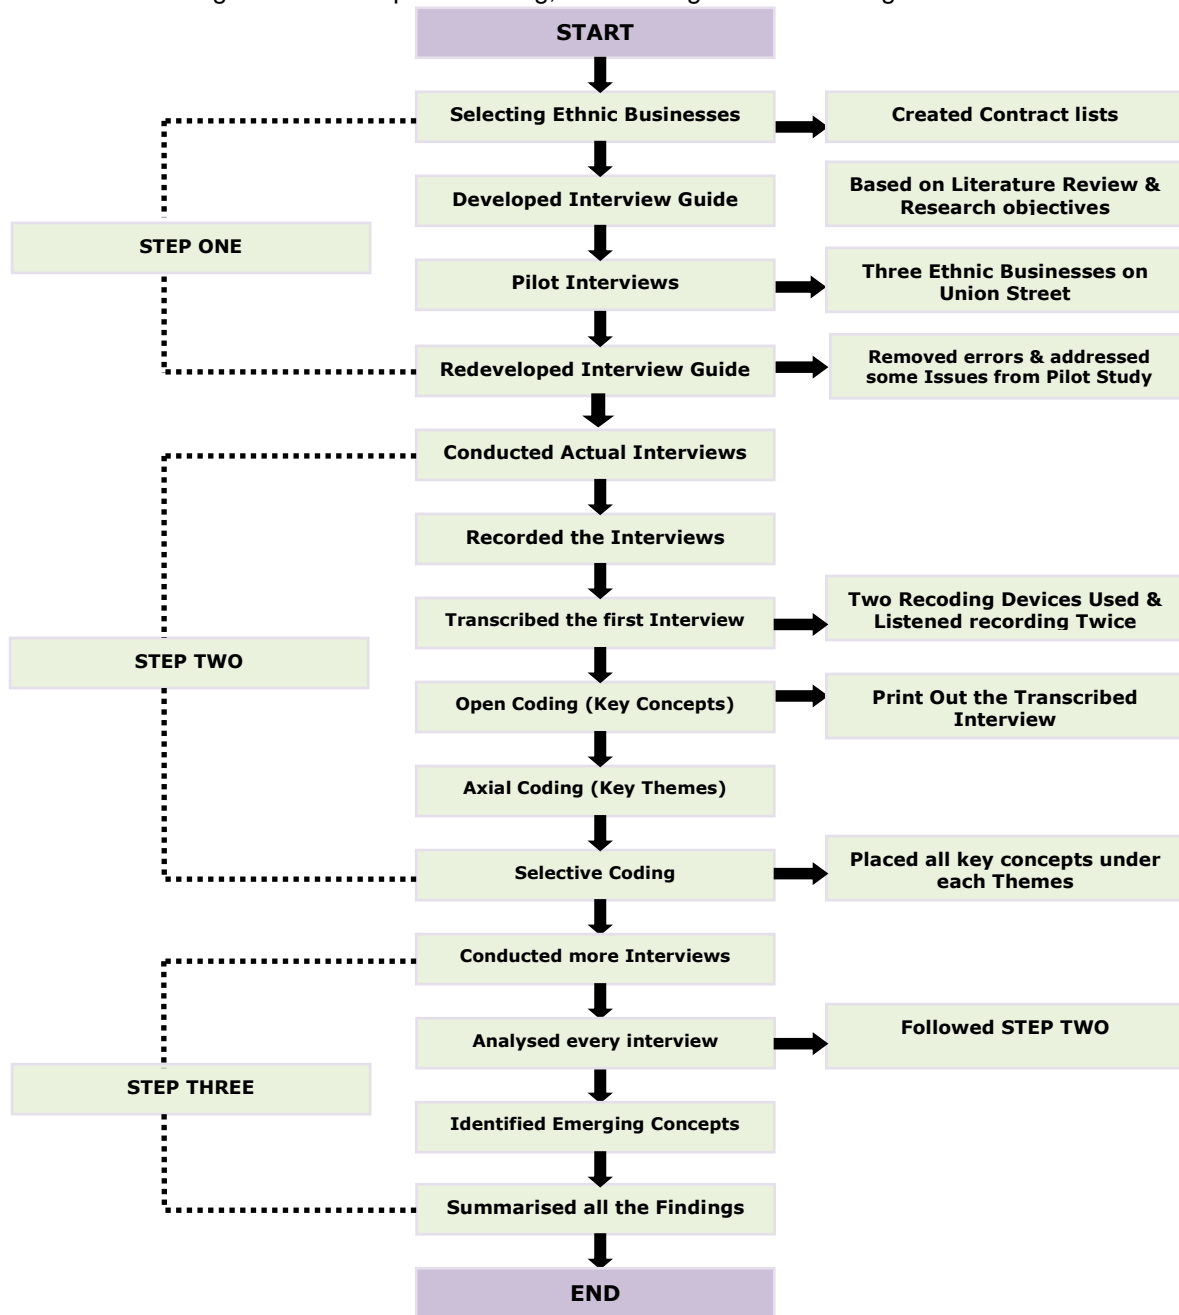 START
Selecting Ethnic Businesses
Created Contract lists
Developed Interview Guide
Based on Literature Review &
Research objectives
STEP ONE
Pilot Interviews
Three Ethnic Businesses on
Union Street
Redeveloped Interview Guide
Removed errors & addressed
some Issues from Pilot Study
Conducted Actual Interviews
Recorded the Interviews
Transcribed the first Interview
Two Recoding Devices Used &
Listened recording Twice
STEP TWO
Open Coding (Key Concepts)
Print Out the Transcribed
Interview
Axial Coding (Key Themes)
Selective Coding
Placed all key concepts under
each Themes
Conducted more Interviews
Analysed every interview
Followed STEP TWO
STEP THREE
Identified Emerging Concepts
Summarised all the Findings
END